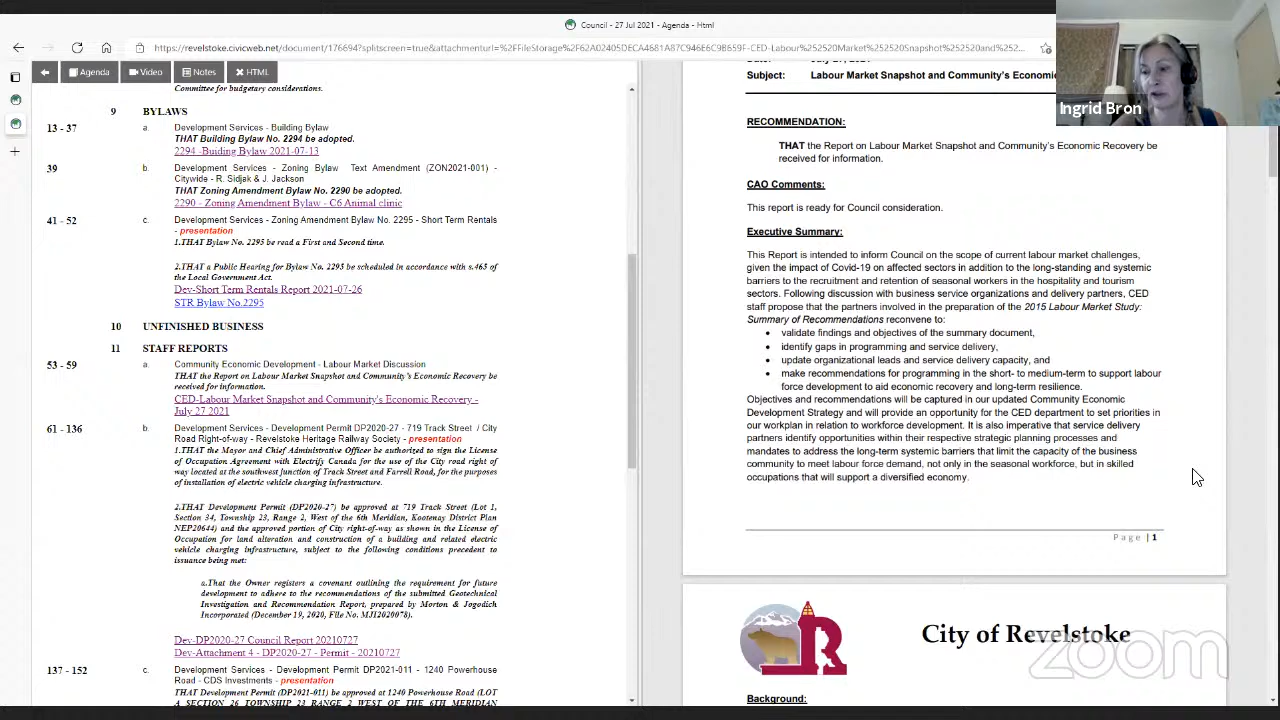 Council - 27 Jul 2021 - Agenda - Html
https://revelstoke.civicweb.net/document/176694?splitscreen=true&attachmenturl=%2FFileStorage%2F62A02405DECA4681A87C946E6C9B659F-CED-Labour%252520Market%252520Snapshot%252520and%252...
Agenda Video Notes HTML
Committee for budgetary considerations.
9 BYLAWS
13 - 37 a. Development Services - Building Bylaw
THAT Building Bylaw No. 2294 be adopted.
2294 -Buiding Bylaw 2021-07-13
39 b. Development Services - Zoning Bylaw Text Amendment (ZON2021-001) -
Citywide - R. Sidjak & J. Jackson
THAT Zoning Amendment Bylaw No. 2290 be adopted.
2290 - Zoning Amendment Bylaw - C6 Animal clinic
41 - 52 c. Development Services - Zoning Amendment Bylaw No. 2295 - Short Term Rentals
- presentation
1.THAT Bylaw No. 2295 be read a First and Second time.
2.THAT a Public Hearing for Bylaw No. 2295 be scheduled in accordance with s.465 of
the Local Government Act.
Dev-Short Term Rentals Report 2021-07-26
STR Bylaw No.2295
10 UNFINISHED BUSINESS
11 STAFF REPORTS
53 - 59 a. Community Economic Development - Labour Market Discussion
THAT the Report on Labour Market Snapshot and Community's Economic Recovery be
received for information.
CED-Labour Market Snapshot and Community's Economic Recovery -
July 27 2021
61 - 136 b. Development Services - Development Permit DP2020-27 - 719 Track Street / City
Road Right-of-way - Revelstoke Heritage Railway Society - presentation
1.THAT the Mayor and Chief Administrative Officer be authorized to sign the License
of Occupation Agreement with Electrify Canada for the use of the City road right of
way located at the southwest junction of Track Street and Farrell Road, for the purposes
of installation of electric vehicle charging infrastructure.
2.THAT Development Permit (DP2020-27) be approved at 719 Track Street (Lot 1,
Section 34, Township 23, Range 2, West of the 6th Meridian, Kootenay District Plan
NEP20644) and the approved portion of City right-of-way as shown in the License of
Occupation for land alteration and construction of a building and related electric
vehicle charging infrastructure, subject to the following conditions precedent to
issuance being met:
a.That the Owner registers a covenant outlining the requirement for future
development to adhere to the recommendations of the submitted Geotechnical
Investigation and Recommendation Report, prepared by Morton & Jogodich
Incorporated (December 19, 2020, File No. MJI2020078).
Dev-DP2020-27 Council Report 20210727
Dev-Attachment 4 - DP2020-27 - Permit - 20210727
137 - 152 c. Development Services - Development Permit DP2021-011 - 1240 Powerhouse
Road - CDS Investments - presentation
THAT Development Permit (DP2021-011) be approved at 1240 Powerhouse Road (LOT
A SECTION 26 TOWNSHIP 23 RANGE 2 WEST OF THE 6TH MERIDIAN
Date: July 27, 2021
Subject: Labour Market Snapshot and Community's Econom
RECOMMENDATION:
THAT the Report on Labour Market Snapshot and Community's Economic Recovery be
received for information.
CAO Comments:
This report is ready for Council consideration.
Executive Summary:
This Report is intended to inform Council on the scope of current labour market challenges,
given the impact of Covid-19 on affected sectors in addition to the long-standing and systemic
barriers to the recruitment and retention of seasonal workers in the hospitality and tourism
sectors. Following discussion with business service organizations and delivery partners, CED
staff propose that the partners involved in the preparation of the 2015 Labour Market Study:
Summary of Recommendations reconvene to:
• validate findings and objectives of the summary document,
• identify gaps in programming and service delivery,
• update organizational leads and service delivery capacity, and
• make recommendations for programming in the short- to medium-term to support labour
force development to aid economic recovery and long-term resilience.
Objectives and recommendations will be captured in our updated Community Economic
Development Strategy and will provide an opportunity for the CED department to set priorities in
our workplan in relation to workforce development. It is also imperative that service delivery
partners identify opportunities within their respective strategic planning processes and
mandates to address the long-term systemic barriers that limit the capacity of the business
community to meet labour force demand, not only in the seasonal workforce, but in skilled
occupations that will support a diversified economy.
Page | 1
R
City of Revelstoke
Background:
Ingrid Bron
zoom